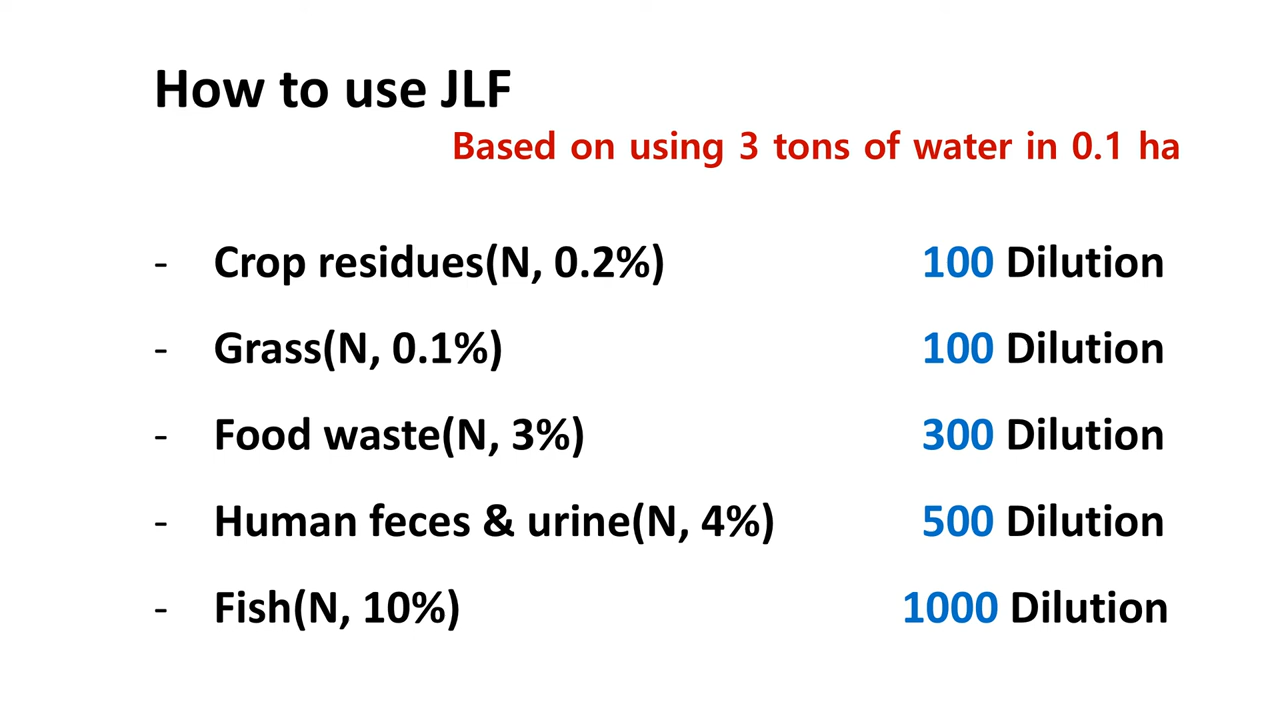 How to use JLF
Based on using 3 tons of water in 0.1 ha
- Crop residues(N, 0.2%) 100 Dilution
- Grass(N, 0.1%) 100 Dilution
- Food waste(N, 3%) 300 Dilution
- Human feces & urine(N, 4%) 500 Dilution
- Fish(N, 10%) 1000 Dilution